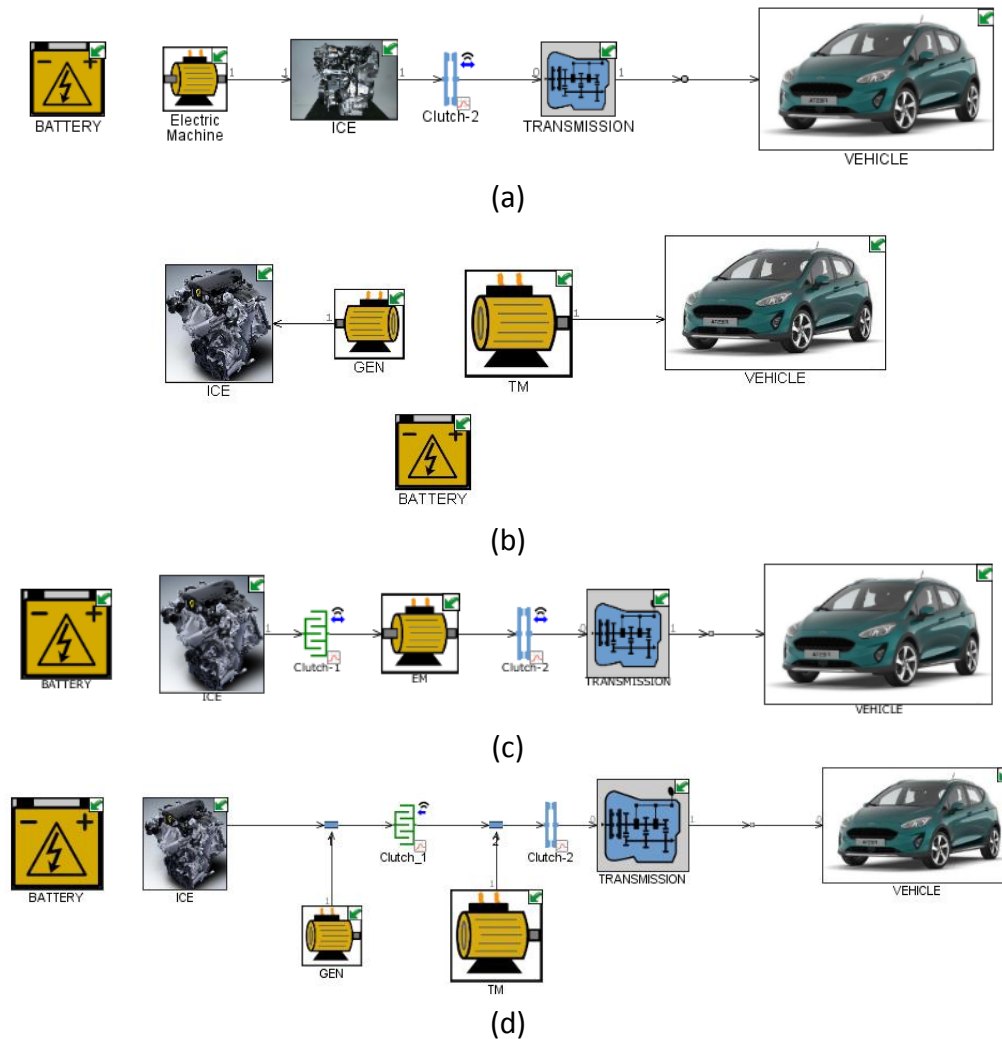 BATTERY
Electric
Machine
1
1
ICE
1
Clutch-2
0
TRANSMISSION
1
VEHICLE
(a)
ICE
1
GEN
TM
1
VEHICLE
BATTERY
(b)
BATTERY
ICE
1
Clutch-1
EM
Clutch-2
0
TRANSMISSION
1
VEHICLE
(c)
BATTERY
ICE
1
Clutch_1
2
Clutch-2
0
TRANSMISSION
1
0
VEHICLE
1
GEN
1
TM
(d)